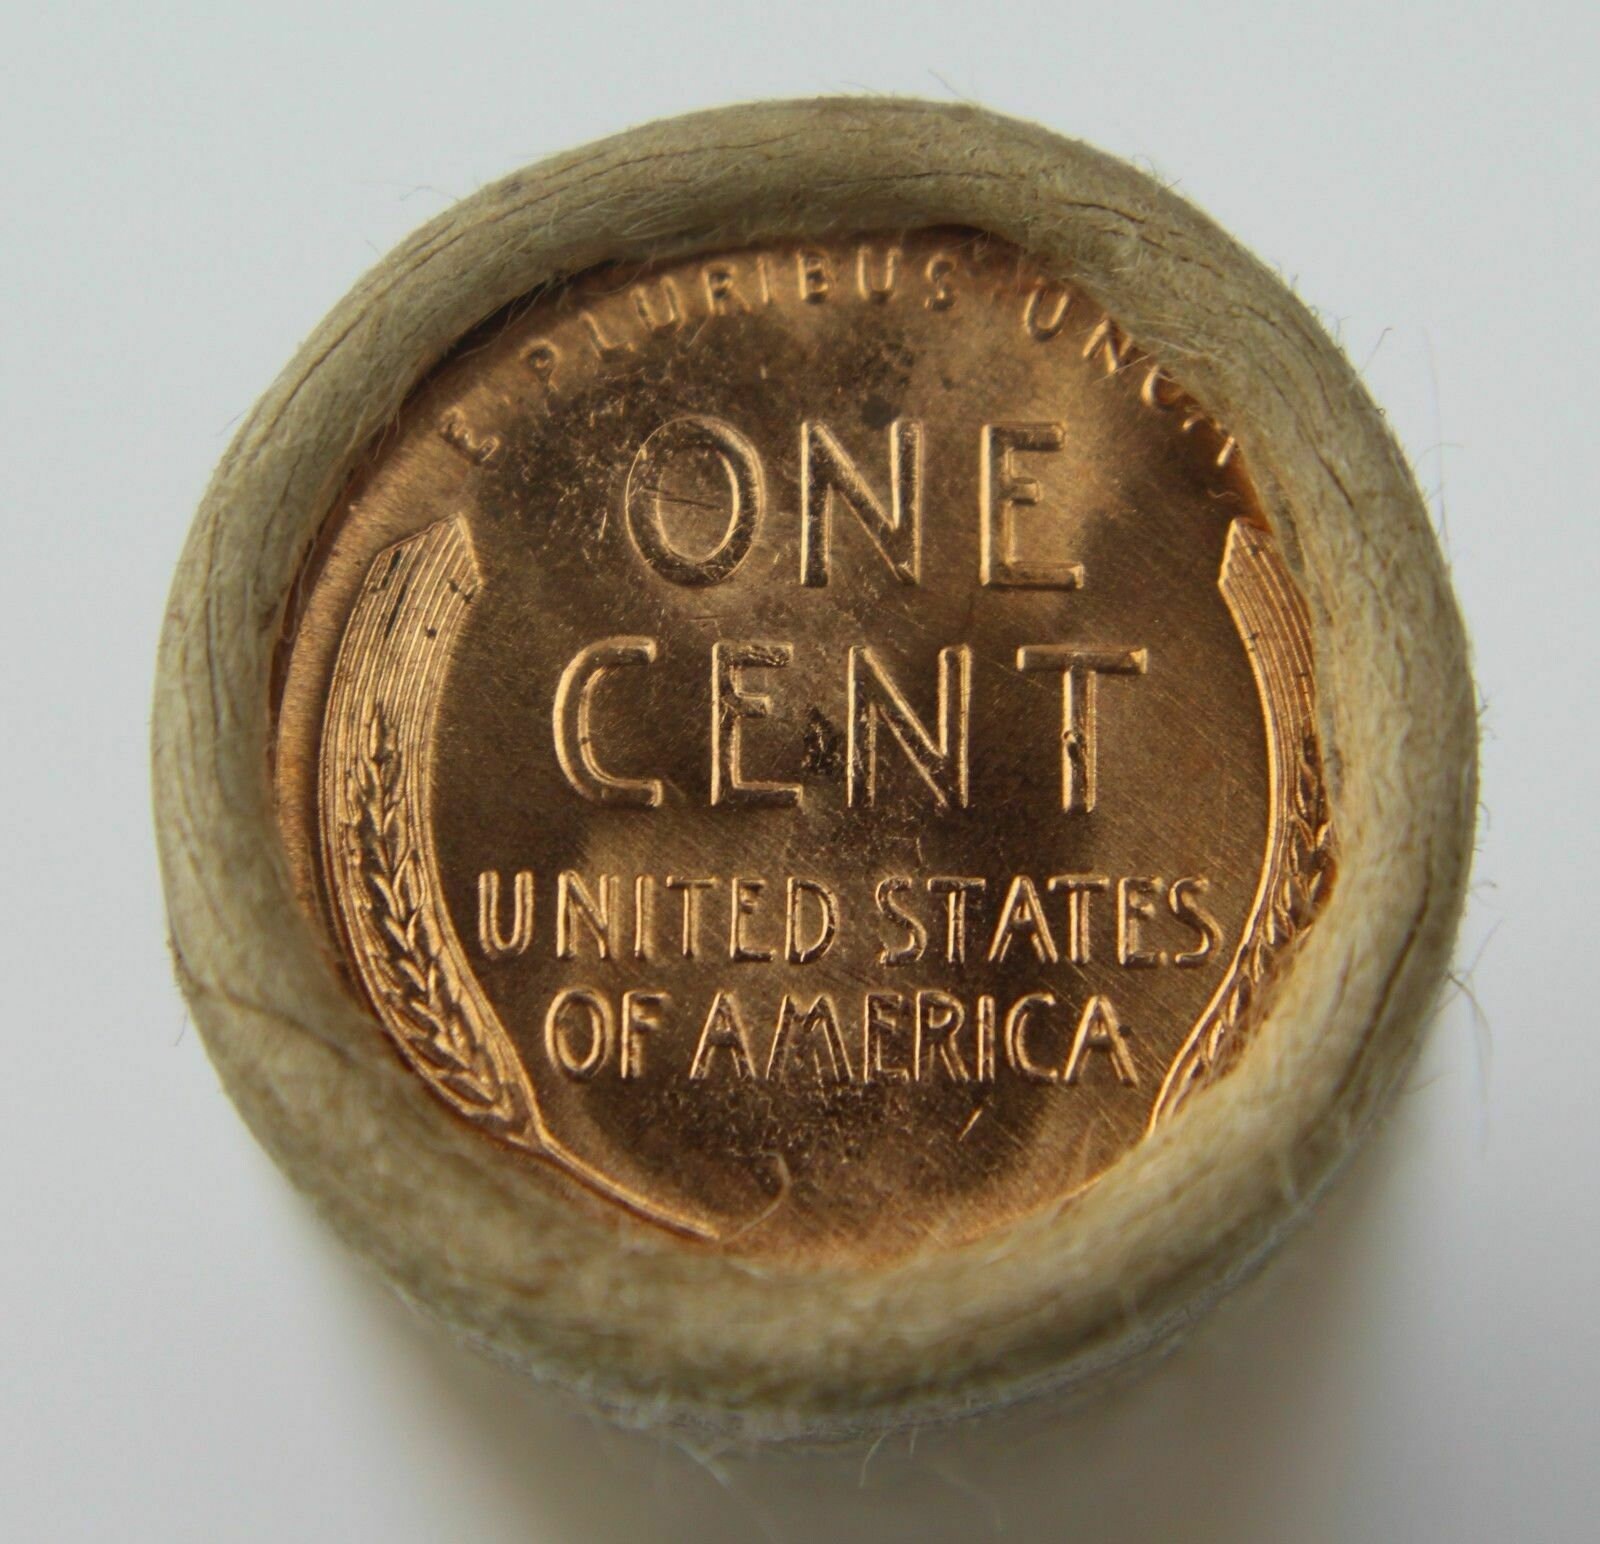 E · PLURIBUS · UNUM
ONE
CENT
UNITED STATES
OF AMERICA